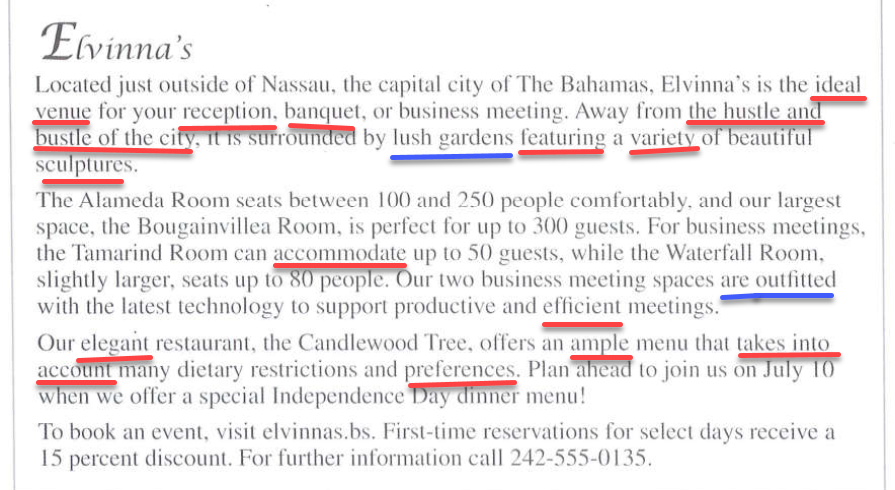 Elvinna's
Located just outside of Nassau, the capital city of The Bahamas, Elvinna's is the ideal
venue for your reception, banquet, or business meeting. Away from the hustle and
bustle of the city, it is surrounded by lush gardens featuring a variety of beautiful
sculptures.
The Alameda Room seats between 100 and 250 people comfortably, and our largest
space, the Bougainvillea Room, is perfect for up to 300 guests. For business meetings,
the Tamarind Room can accommodate up to 50 guests, while the Waterfall Room,
slightly larger, seats up to 80 people. Our two business meeting spaces are outfitted
with the latest technology to support productive and efficient meetings.
Our elegant restaurant, the Candlewood Tree, offers an ample menu that takes into
account many dietary restrictions and preferences. Plan ahead to join us on July 10
when we offer a special Independence Day dinner menu!
To book an event, visit elvinnas.bs. First-time reservations for select days receive a
15 percent discount. For further information call 242-555-0135.